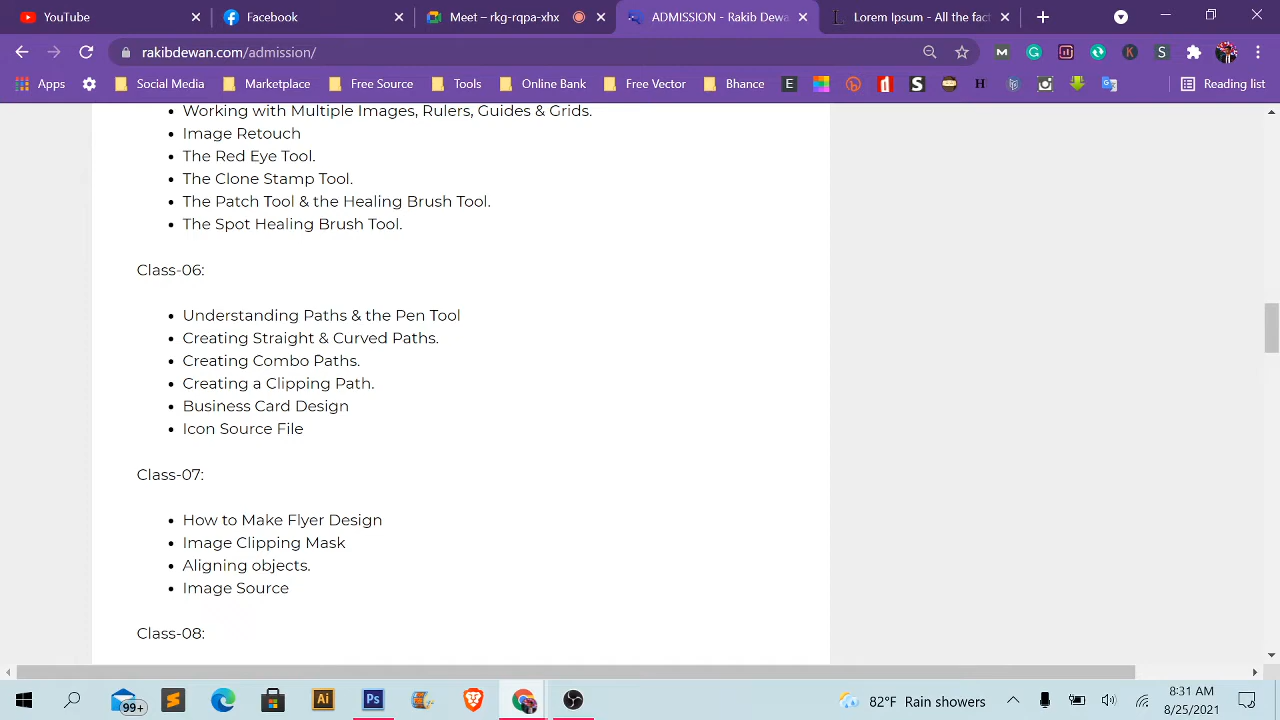 YouTube
Facebook
Meet – rkg-rqpa-xhx
ADMISSION - Rakib Dewa
Lorem Ipsum - All the fact
rakibdewan.com/admission/
Apps
Social Media
Marketplace
Free Source
Tools
Online Bank
Free Vector
Bhance
Reading list
• Working with Multiple Images, Rulers, Guides & Grids.
• Image Retouch
• The Red Eye Tool.
• The Clone Stamp Tool.
• The Patch Tool & the Healing Brush Tool.
• The Spot Healing Brush Tool.
Class-06:
• Understanding Paths & the Pen Tool
• Creating Straight & Curved Paths.
• Creating Combo Paths.
• Creating a Clipping Path.
• Business Card Design
• Icon Source File
Class-07:
• How to Make Flyer Design
• Image Clipping Mask
• Aligning objects.
• Image Source
Class-08:
99+
Ai
Ps
82°F Rain showers
8:31 AM
8/25/2021